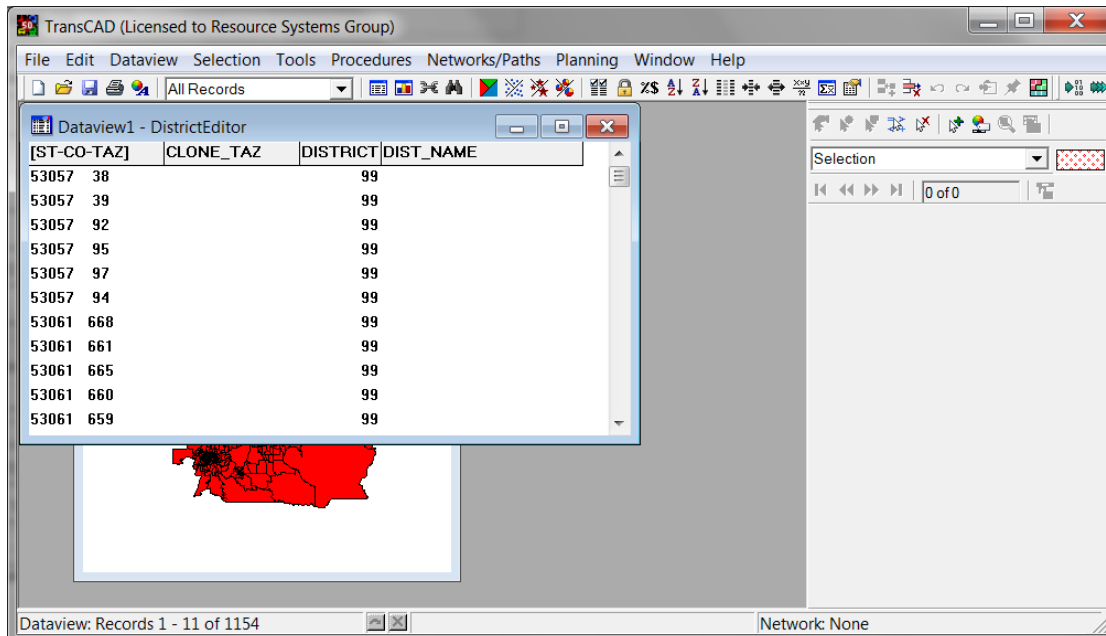 TransCAD (Licensed to Resource Systems Group)
File Edit Dataview Selection Tools Procedures Networks/Paths Planning Window Help
All Records
Dataview1 - DistrictEditor
[ST-CO-TAZ] CLONE_TAZ DISTRICT DIST_NAME
53057 38 99
53057 39 99
53057 92 99
53057 95 99
53057 97 99
53057 94 99
53061 668 99
53061 661 99
53061 665 99
53061 660 99
53061 659 99
Selection
0 of 0
Dataview: Records 1 - 11 of 1154
Network: None